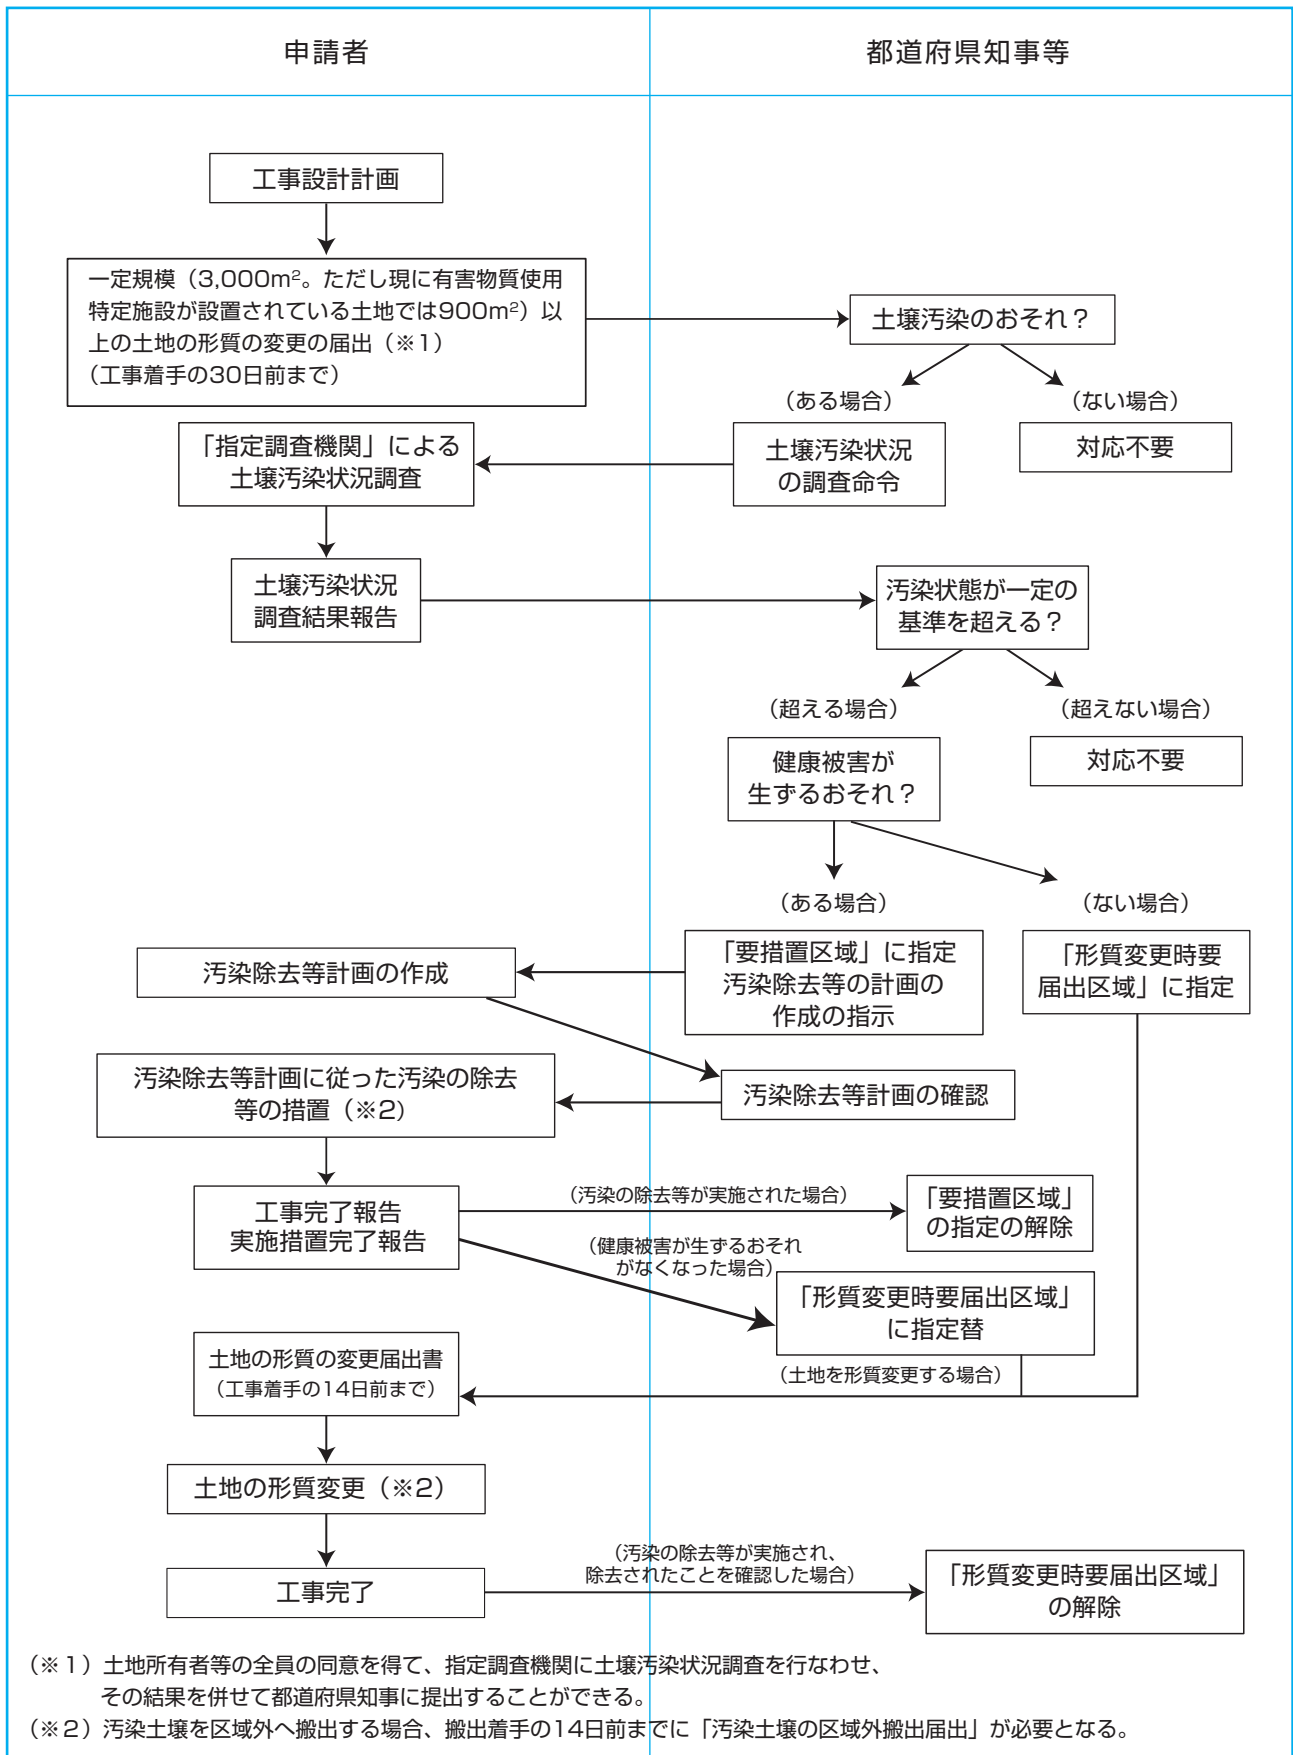 申請者
都道府県知事等
工事設計計画
一定規模（3,000m²。ただし現に有害物質使用
特定施設が設置されている土地では900m²）以
上の土地の形質の変更の届出（※1）
（工事着手の30日前まで）
土壌汚染のおそれ？
（ある場合）
（ない場合）
「指定調査機関」による
土壌汚染状況調査
土壌汚染状況
の調査命令
対応不要
土壌汚染状況
調査結果報告
汚染状態が一定の
基準を超える？
（超える場合）
（超えない場合）
健康被害が
生ずるおそれ？
対応不要
（ある場合）
（ない場合）
汚染除去等計画の作成
「要措置区域」に指定
汚染除去等の計画の
作成の指示
「形質変更時要
届出区域」に指定
汚染除去等計画に従った汚染の除去
等の措置（※2）
汚染除去等計画の確認
工事完了報告
実施措置完了報告
（汚染の除去等が実施された場合）
「要措置区域」
の指定の解除
（健康被害が生ずるおそれ
がなくなった場合）
「形質変更時要届出区域」
に指定替
土地の形質の変更届出書
（工事着手の14日前まで）
（土地を形質変更する場合）
土地の形質変更（※2）
工事完了
（汚染の除去等が実施され、
除去されたことを確認した場合）
「形質変更時要届出区域」
の解除
（※１）土地所有者等の全員の同意を得て、指定調査機関に土壌汚染状況調査を行なわせ、
その結果を併せて都道府県知事に提出することができる。
（※２）汚染土壌を区域外へ搬出する場合、搬出着手の14日前までに「汚染土壌の区域外搬出届出」が必要となる。